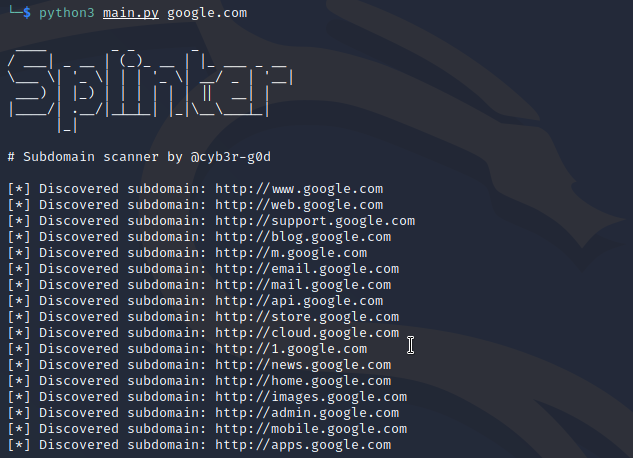 └─$ python3 main.py google.com
Splinter
# Subdomain scanner by @cyb3r-g0d
[*] Discovered subdomain: http://www.google.com
[*] Discovered subdomain: http://web.google.com
[*] Discovered subdomain: http://support.google.com
[*] Discovered subdomain: http://blog.google.com
[*] Discovered subdomain: http://m.google.com
[*] Discovered subdomain: http://email.google.com
[*] Discovered subdomain: http://mail.google.com
[*] Discovered subdomain: http://api.google.com
[*] Discovered subdomain: http://store.google.com
[*] Discovered subdomain: http://cloud.google.com
[*] Discovered subdomain: http://1.google.com
[*] Discovered subdomain: http://news.google.com
[*] Discovered subdomain: http://home.google.com
[*] Discovered subdomain: http://images.google.com
[*] Discovered subdomain: http://admin.google.com
[*] Discovered subdomain: http://mobile.google.com
[*] Discovered subdomain: http://apps.google.com